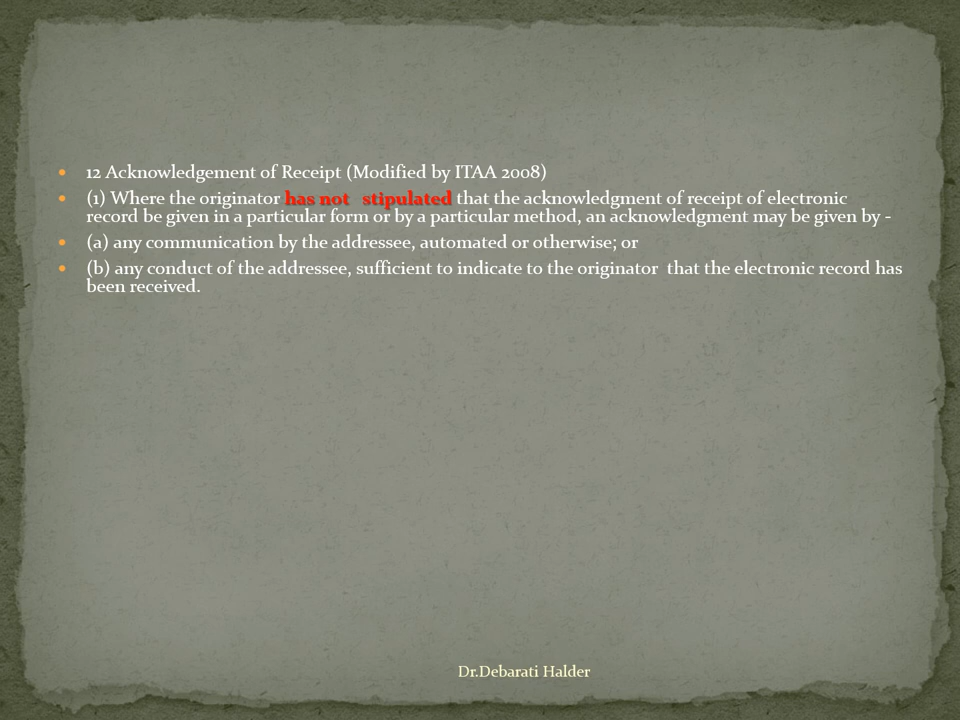 12 Acknowledgement of Receipt (Modified by ITAA 2008)
(1) Where the originator has not stipulated that the acknowledgment of receipt of electronic
record be given in a particular form or by a particular method, an acknowledgment may be given by -
(a) any communication by the addressee, automated or otherwise; or
(b) any conduct of the addressee, sufficient to indicate to the originator that the electronic record has
been received.
Dr.Debarati Halder